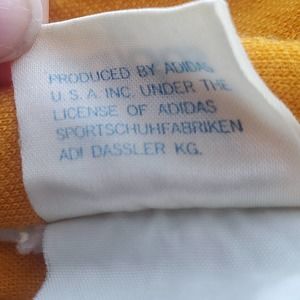 PRODUCED BY ADIDAS
U.S.A. INC. UNDER THE
LICENSE OF ADIDAS
SPORTSCHUHFABRIKEN
ADI DASSLER KG.